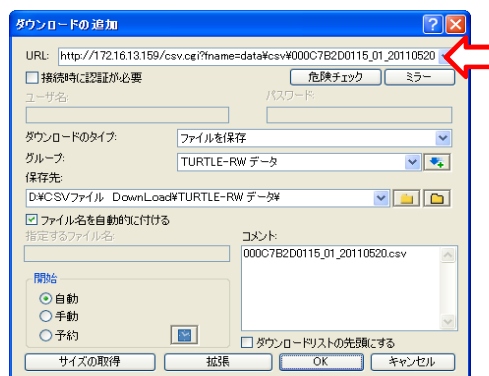 ダウンロードの追加
URL: http://172.16.13.159/csv.cgi?fname=data¥csv¥000C7B2D0115_01_20110520
接続時に認証が必要 危険チェック ミラー
ユーザ名: パスワード:
ダウンロードのタイプ: ファイルを保存
グループ: TURTLE-RW データ
保存先:
D:¥CSVファイル DownLoad¥TURTLE-RW データ¥
ファイル名を自動的に付ける
指定するファイル名: コメント:
000C7B2D0115_01_20110520.csv
開始
自動
手動
予約
ダウンロードリストの先頭にする
サイズの取得 拡張 OK キャンセル